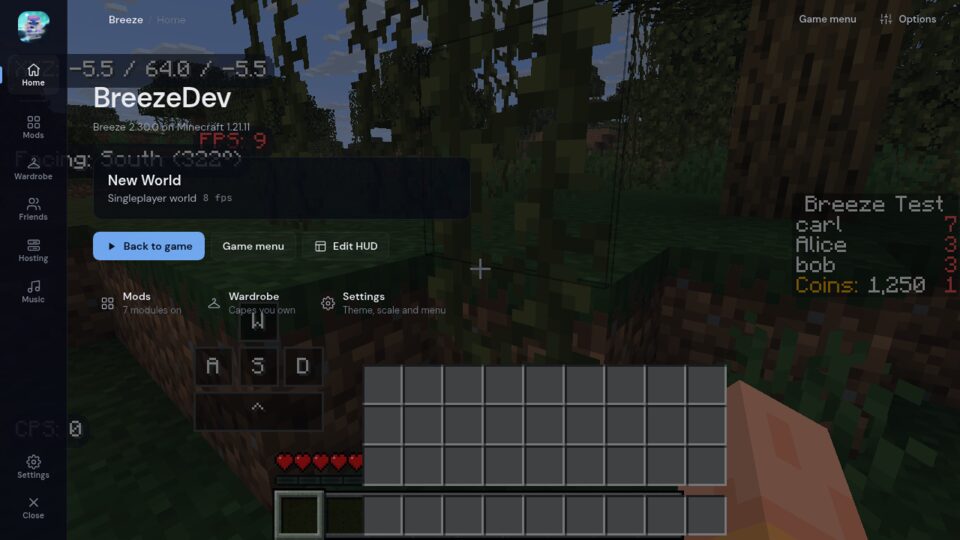 Breeze / Home
Game menu
Options
-5.5 / 64.0 / -5.5
Home
BreezeDev
Breeze 2.30.0 on Minecraft 1.21.11
FPS: 9
Mods
Facing: South (322°)
Wardrobe
New World
Singleplayer world 8 fps
Friends
Breeze Test
carl 7
Alice 3
bob 3
Coins: 1,250 1
Back to game
Game menu
Edit HUD
Hosting
Music
Mods
7 modules on
Wardrobe
Capes you own
Settings
Theme, scale and menu
W
A S D
^
CPS: 0
Settings
Close